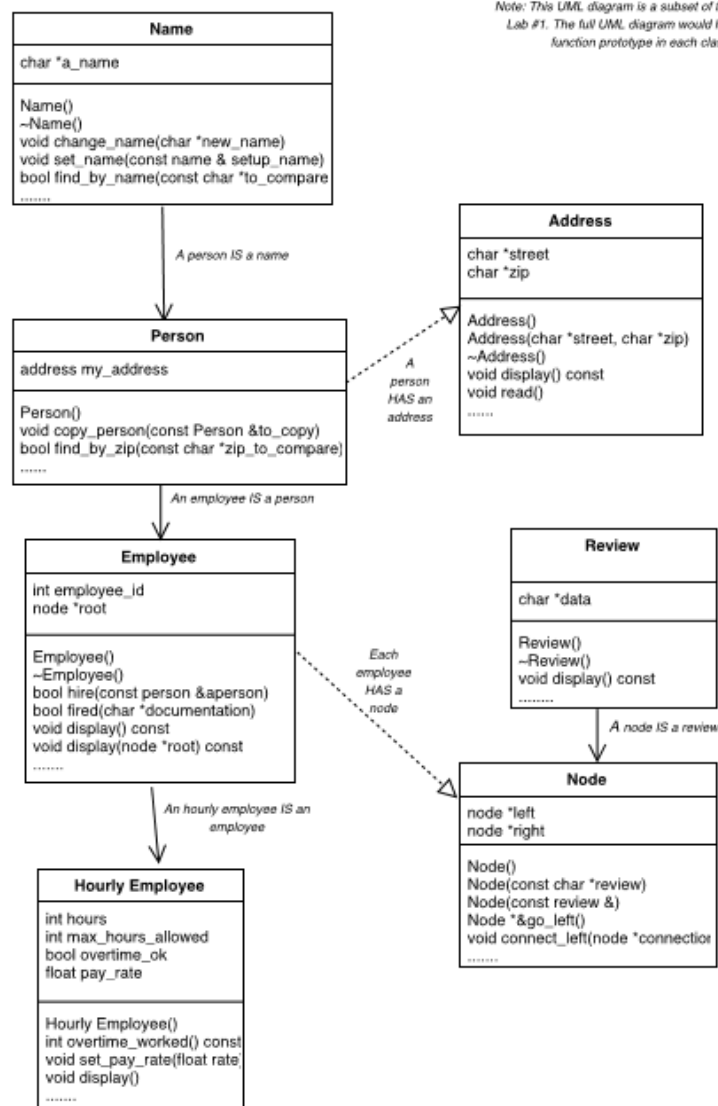 Note: This UML diagram is a subset of
Lab #1. The full UML diagram would
function prototype in each
Name
char *a_name
Name()
~Name()
void change_name(char *new_name)
void set_name(const name & setup_name)
bool find_by_name(const char *to_compare
.......
A person IS a name
Person
address my_address
Person()
void copy_person(const Person &to_copy)
bool find_by_zip(const char *zip_to_compare)
......
A
person
HAS an
address
Address
char *street
char *zip
Address()
Address(char *street, char *zip)
~Address()
void display() const
void read()
......
An employee IS a person
Employee
int employee_id
node *root
Employee()
~Employee()
bool hire(const person &aperson)
bool fired(char *documentation)
void display() const
void display(node *root) const
.......
Each
employee
HAS a
node
Review
char *data
Review()
~Review()
void display() const
........
A node IS a review
Node
node *left
node *right
Node()
Node(const char *review)
Node(const review &)
Node *&go_left()
void connect_left(node *connection
.......
An hourly employee IS an
employee
Hourly Employee
int hours
int max_hours_allowed
bool overtime_ok
float pay_rate
Hourly Employee()
int overtime_worked() const
void set_pay_rate(float rate)
void display()
.......